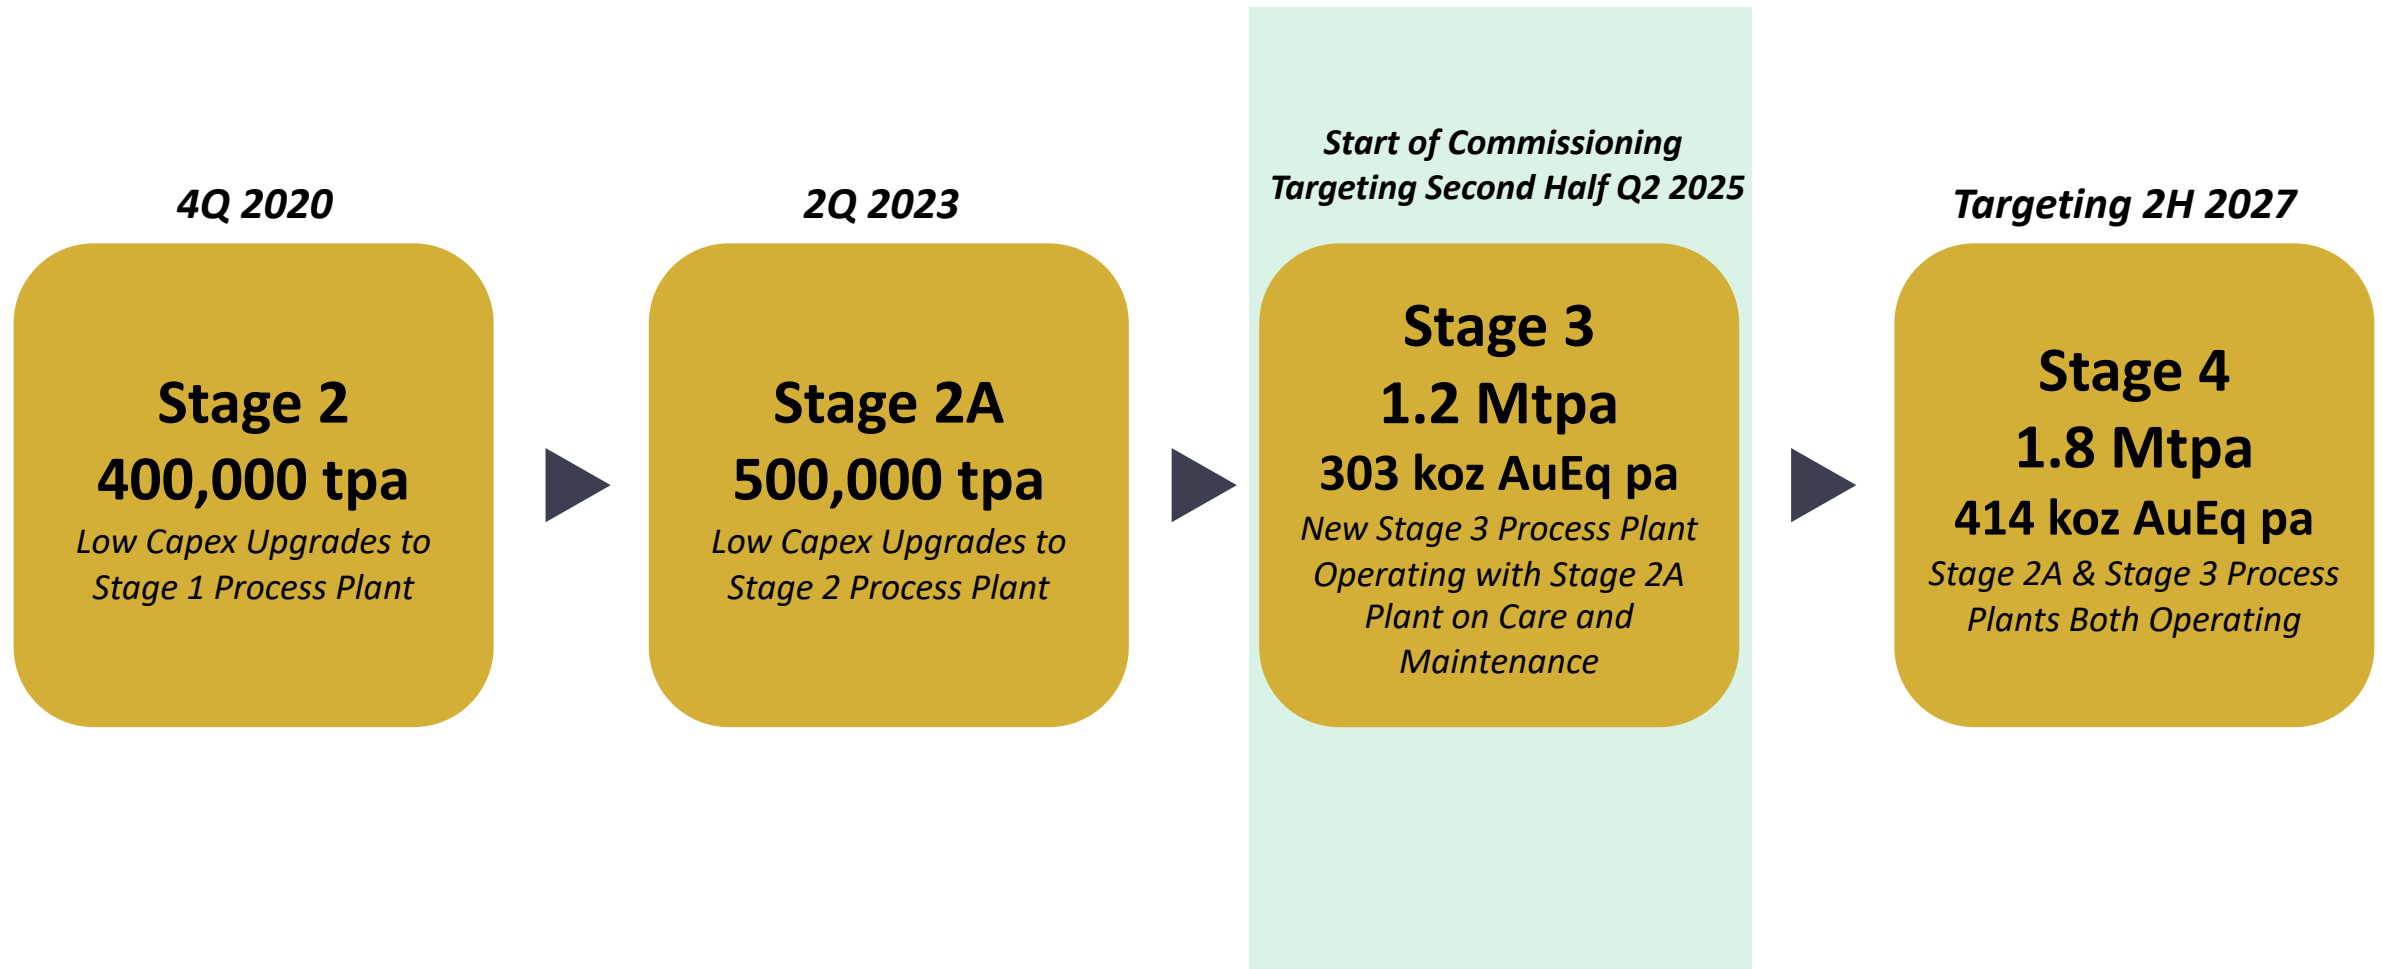 4Q 2020
Stage 2
400,000 tpa
Low Capex Upgrades to
Stage 1 Process Plant
2Q 2023
Stage 2A
500,000 tpa
Low Capex Upgrades to
Stage 2 Process Plant
Start of Commissioning
Targeting Second Half Q2 2025
Stage 3
1.2 Mtpa
303 koz AuEq pa
New Stage 3 Process Plant
Operating with Stage 2A
Plant on Care and
Maintenance
Targeting 2H 2027
Stage 4
1.8 Mtpa
414 koz AuEq pa
Stage 2A & Stage 3 Process
Plants Both Operating